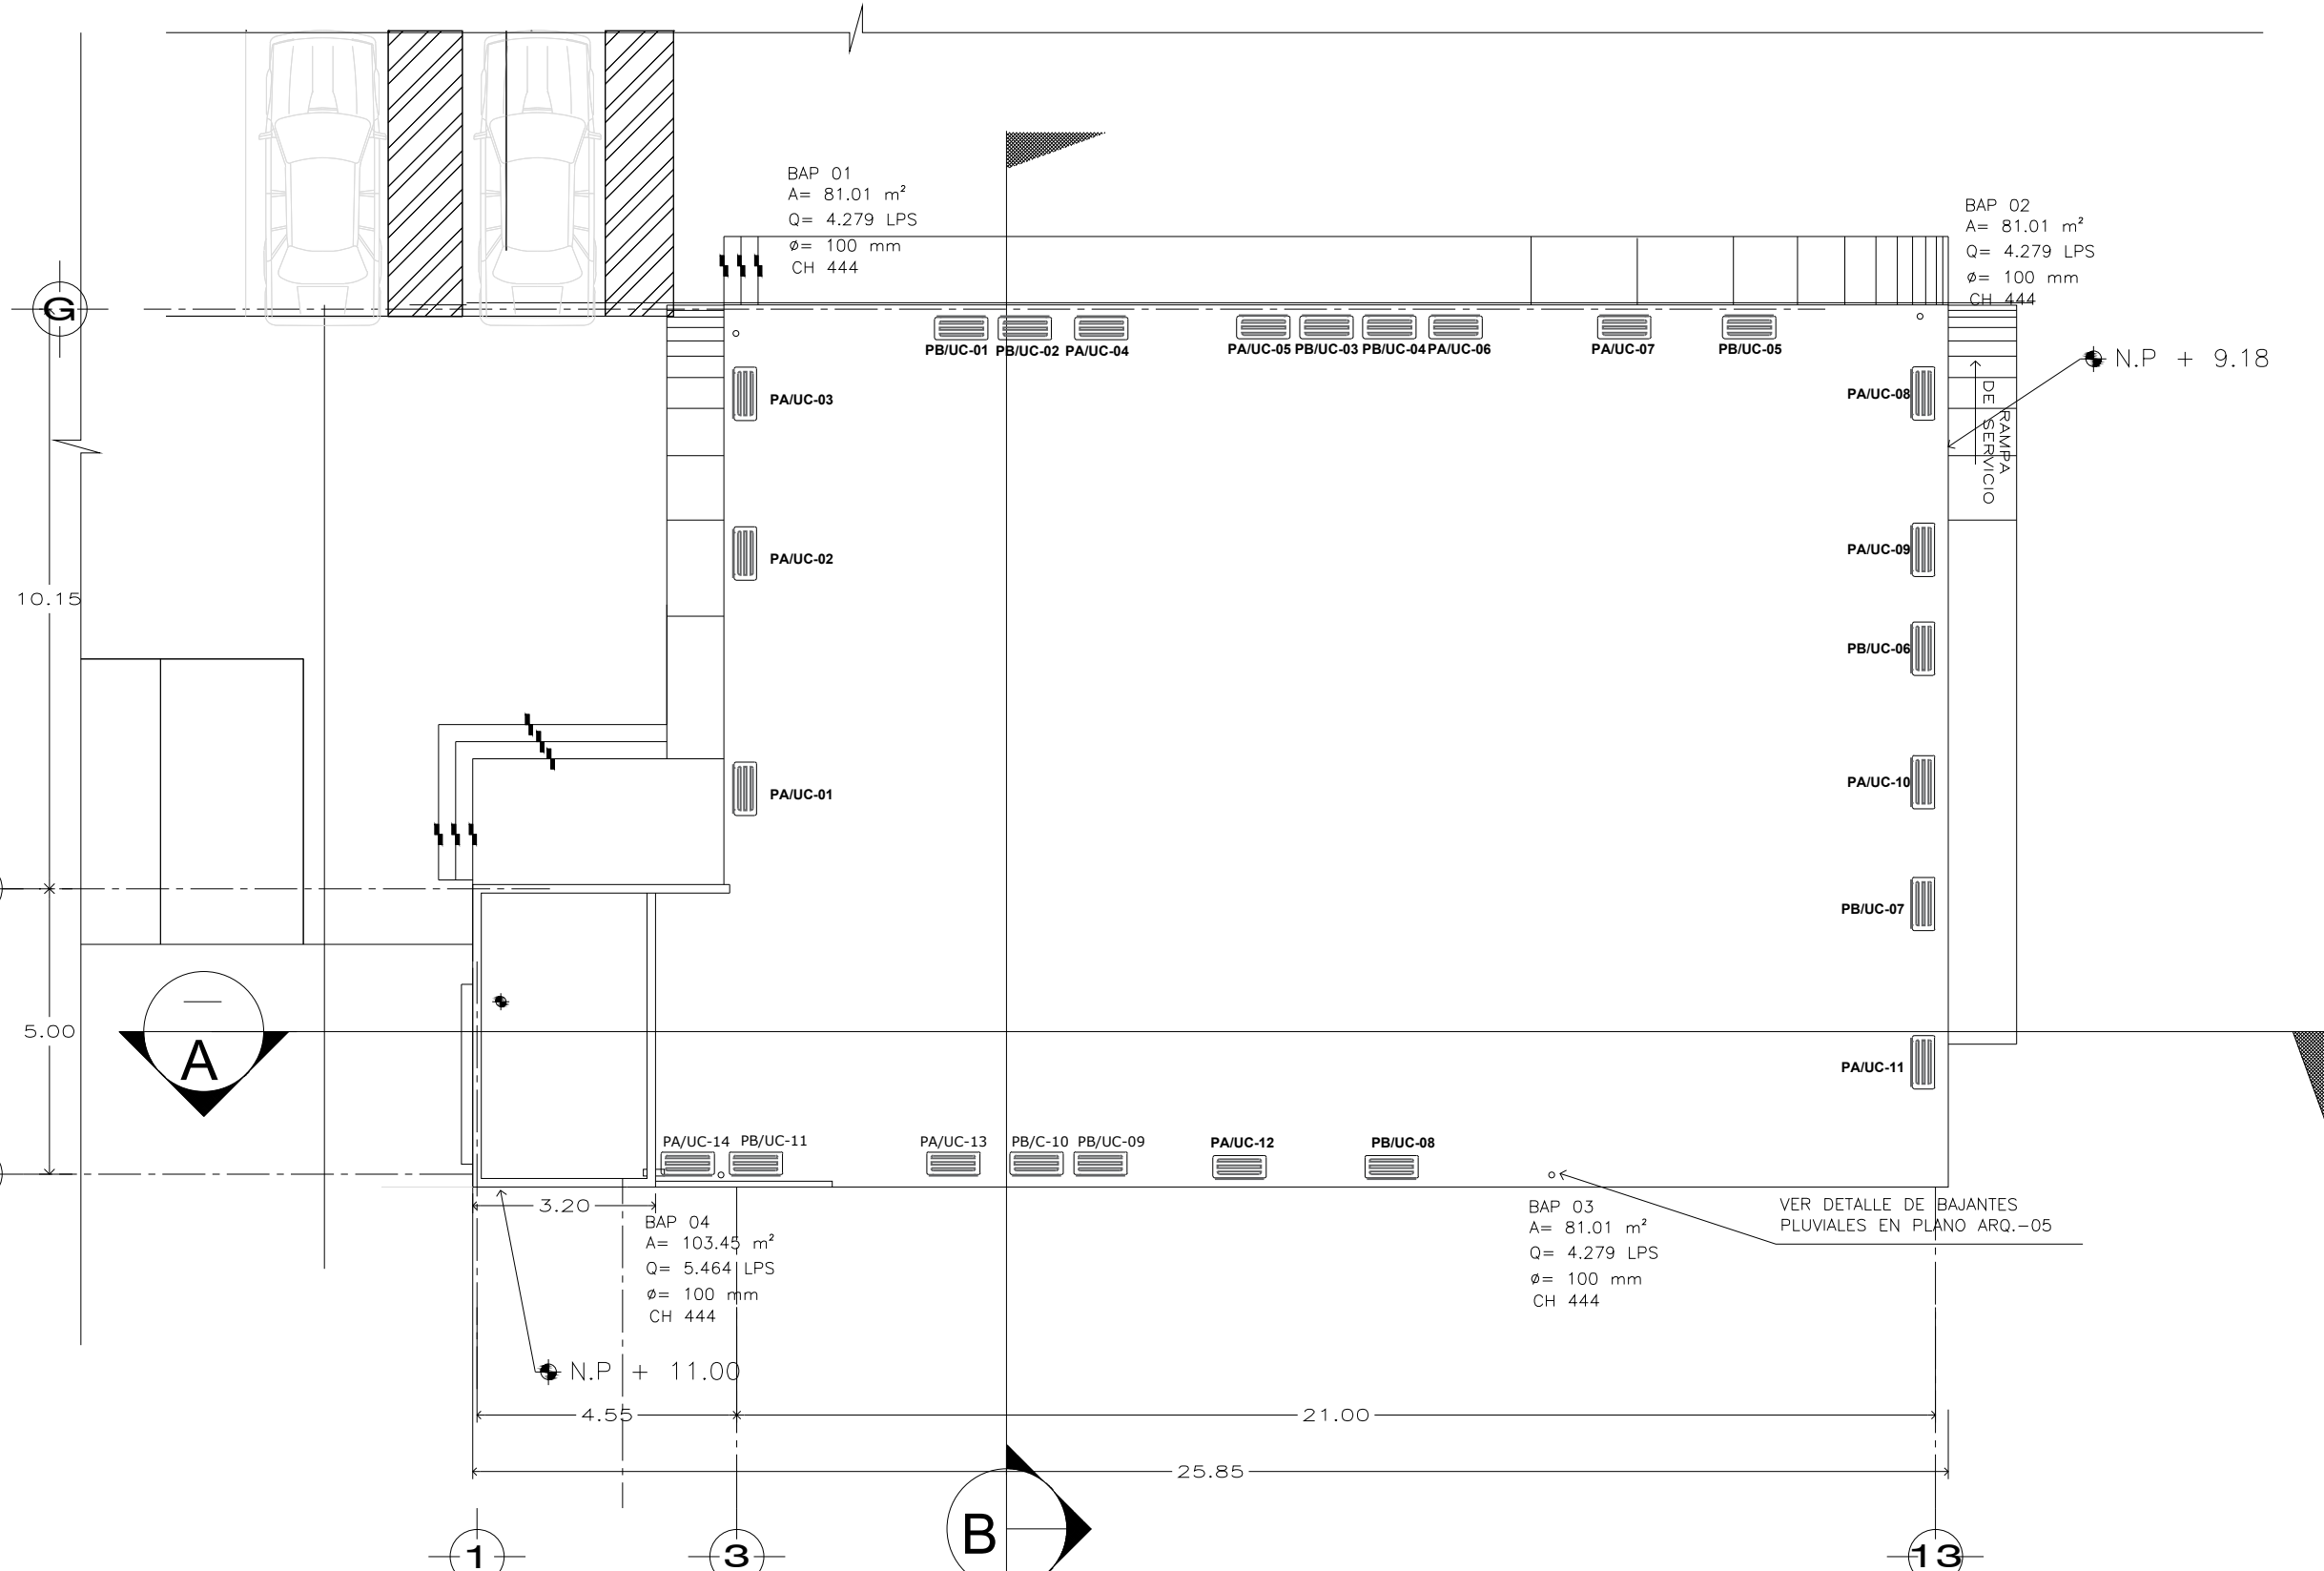 BAP 01
A= 81.01 m²
Q= 4.279 LPS
ø= 100 mm
CH 444
BAP 02
A= 81.01 m²
Q= 4.279 LPS
ø= 100 mm
CH 444
G
PB/UC-01
PB/UC-02
PA/UC-04
PA/UC-05
PB/UC-03
PB/UC-04
PA/UC-06
PA/UC-07
PB/UC-05
N.P + 9.18
PA/UC-03
PA/UC-08
RAMPA
DE SERVICIO
PA/UC-02
PA/UC-09
10.15
PB/UC-06
PA/UC-01
PA/UC-10
PB/UC-07
5.00
A
PA/UC-11
PA/UC-14
PB/UC-11
PA/UC-13
PB/C-10
PB/UC-09
PA/UC-12
PB/UC-08
3.20
BAP 04
A= 103.45 m²
Q= 5.464 LPS
ø= 100 mm
CH 444
BAP 03
A= 81.01 m²
Q= 4.279 LPS
ø= 100 mm
CH 444
VER DETALLE DE BAJANTES
PLUVIALES EN PLANO ARQ.-05
N.P + 11.00
4.55
21.00
25.85
B
1
3
13